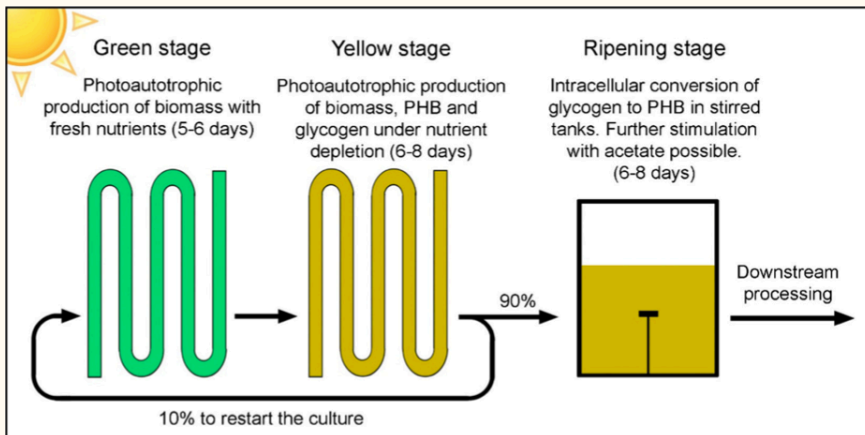 Green stage
Photoautotrophic
production of biomass with
fresh nutrients (5-6 days)
Yellow stage
Photoautotrophic production
of biomass, PHB and
glycogen under nutrient
depletion (6-8 days)
Ripening stage
Intracellular conversion of
glycogen to PHB in stirred
tanks. Further stimulation
with acetate possible.
(6-8 days)
90%
Downstream
processing
10% to restart the culture